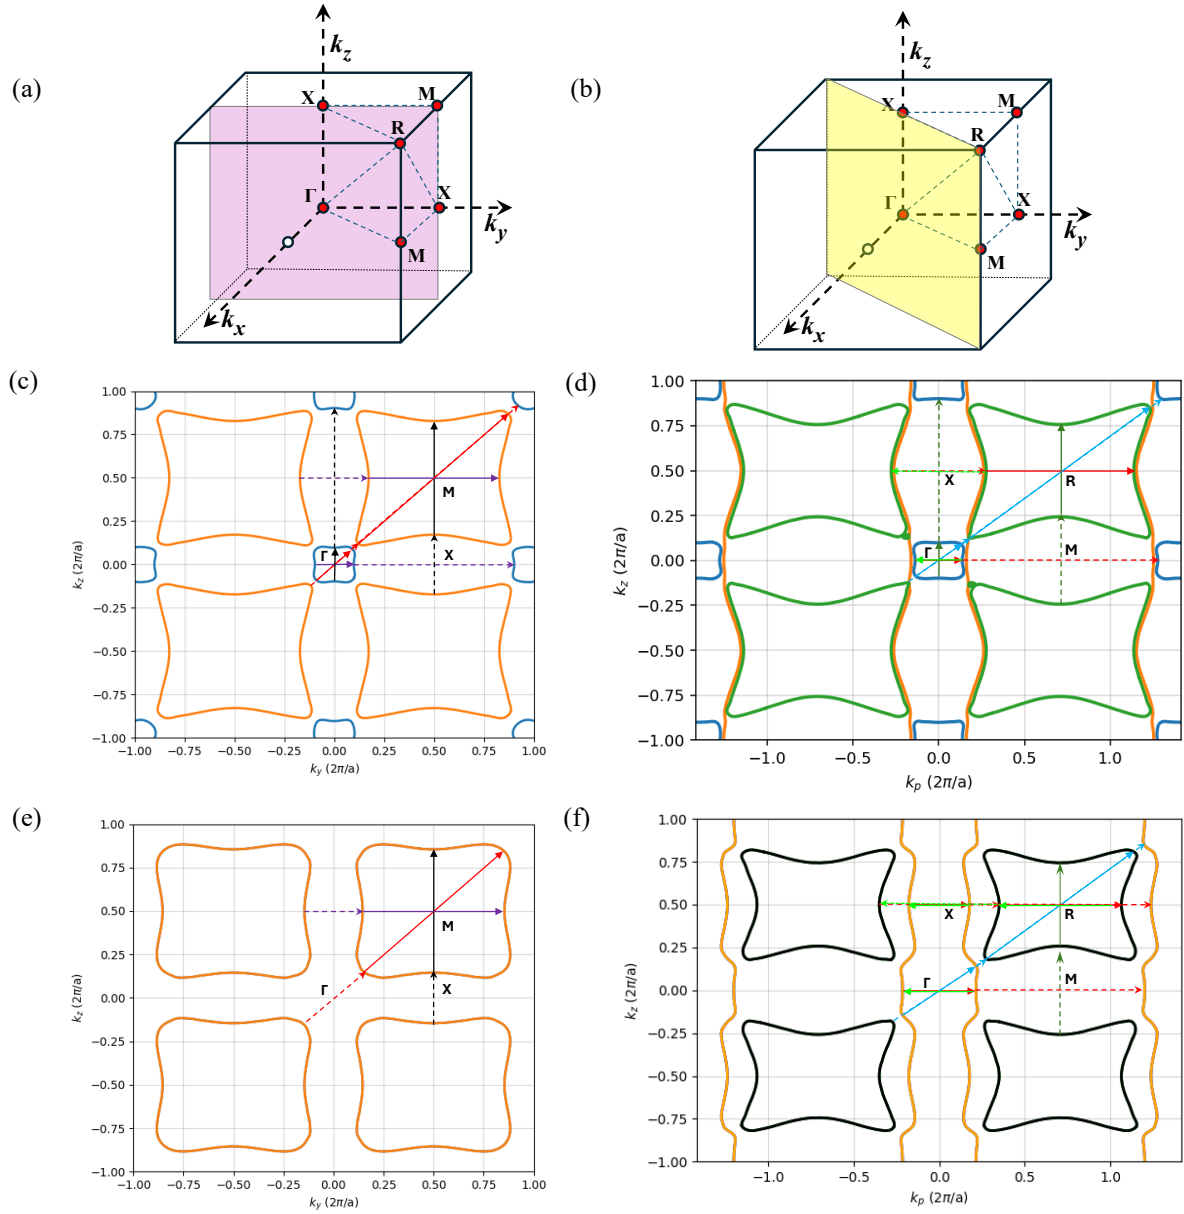 (a)
k_z
X
M
R
Γ
X
k_y
M
k_x
(b)
k_z
X
M
R
Γ
X
k_y
M
k_x
(c)
1.00
0.75
0.50
0.25
0.00
−0.25
−0.50
−0.75
−1.00
k_z (2π/a)
M
Γ
X
−1.00 −0.75 −0.50 −0.25 0.00 0.25 0.50 0.75 1.00
k_y (2π/a)
(d)
1.00
0.75
0.50
0.25
0.00
−0.25
−0.50
−0.75
−1.00
k_z (2π/a)
X
R
Γ
M
−1.0 −0.5 0.0 0.5 1.0
k_p (2π/a)
(e)
1.00
0.75
0.50
0.25
0.00
−0.25
−0.50
−0.75
−1.00
k_z (2π/a)
M
Γ
X
−1.00 −0.75 −0.50 −0.25 0.00 0.25 0.50 0.75 1.00
k_y (2π/a)
(f)
1.00
0.75
0.50
0.25
0.00
−0.25
−0.50
−0.75
−1.00
k_z (2π/a)
X
R
Γ
M
−1.0 −0.5 0.0 0.5 1.0
k_p (2π/a)